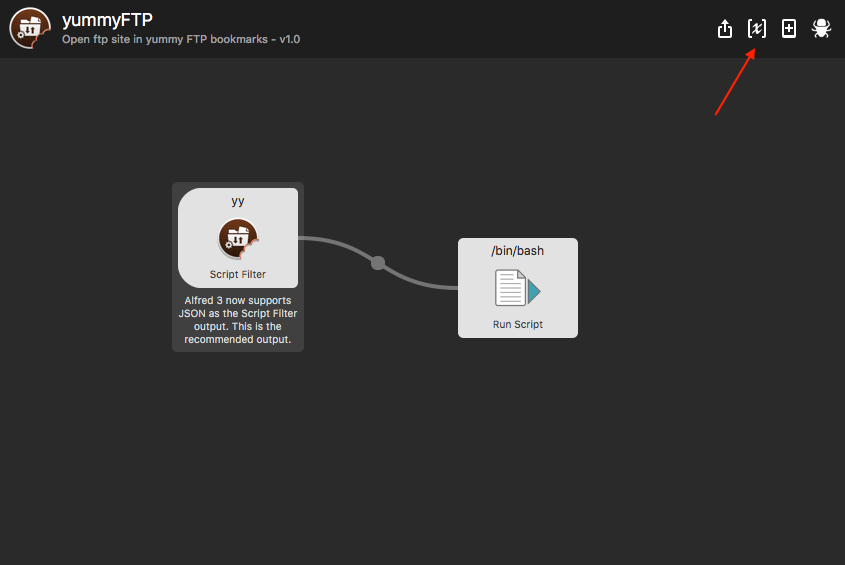 yummyFTP
Open ftp site in yummy FTP bookmarks - v1.0
yy
Script Filter
Alfred 3 now supports
JSON as the Script Filter
output. This is the
recommended output.
/bin/bash
Run Script